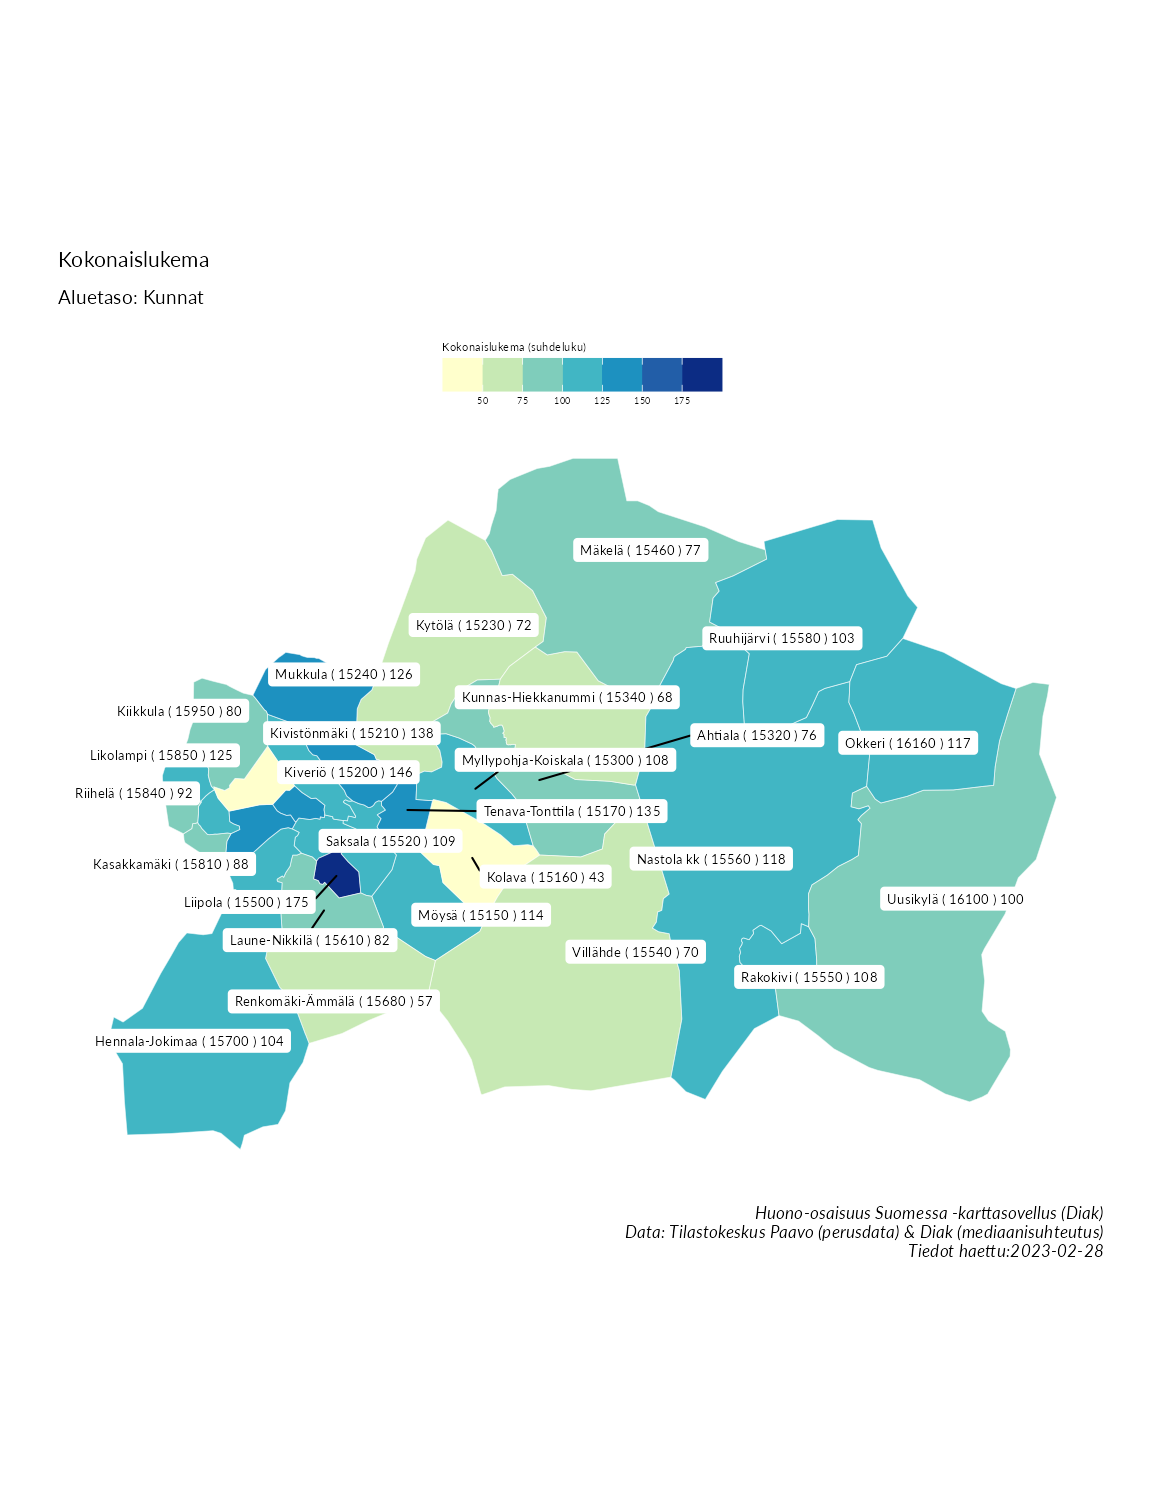 Kokonaislukema
Aluetaso: Kunnat
Kokonaislukema (suhdeluku)
50 75 100 125 150 175
Mäkelä ( 15460 ) 77
Kytölä ( 15230 ) 72
Ruuhijärvi ( 15580 ) 103
Mukkula ( 15240 ) 126
Kunnas-Hiekkanummi ( 15340 ) 68
Kiikkula ( 15950 ) 80
Kivistönmäki ( 15210 ) 138
Ahtiala ( 15320 ) 76
Okkeri ( 16160 ) 117
Likolampi ( 15850 ) 125
Myllypohja-Koiskala ( 15300 ) 108
Kiveriö ( 15200 ) 146
Riihelä ( 15840 ) 92
Tenava-Tonttila ( 15170 ) 135
Saksala ( 15520 ) 109
Nastola kk ( 15560 ) 118
Kasakkamäki ( 15810 ) 88
Kolava ( 15160 ) 43
Uusikylä ( 16100 ) 100
Liipola ( 15500 ) 175
Möysä ( 15150 ) 114
Laune-Nikkilä ( 15610 ) 82
Villähde ( 15540 ) 70
Rakokivi ( 15550 ) 108
Renkomäki-Ämmälä ( 15680 ) 57
Hennala-Jokimaa ( 15700 ) 104
Huono-osaisuus Suomessa -karttasovellus (Diak)
Data: Tilastokeskus Paavo (perusdata) & Diak (mediaanisuhteutus)
Tiedot haettu:2023-02-28